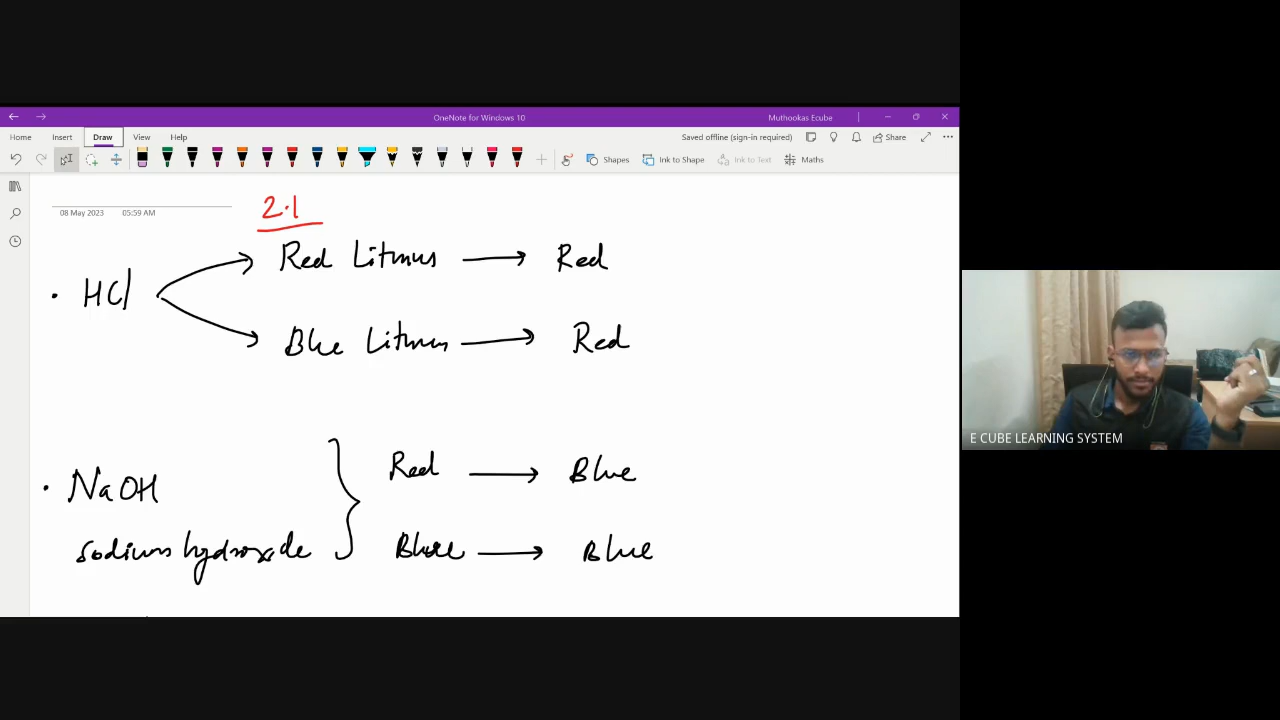 OneNote for Windows 10
Muthookas Ecube
Home Insert Draw View Help
Saved offline (sign-in required)
Share
Shapes
Ink to Shape
Ink to Text
Maths
08 May 2023 05:59 AM
2.1
• HCl
Red Litmus → Red
Blue Litmus → Red
• NaOH
sodium hydroxide
Red → Blue
Blue → Blue
E CUBE LEARNING SYSTEM